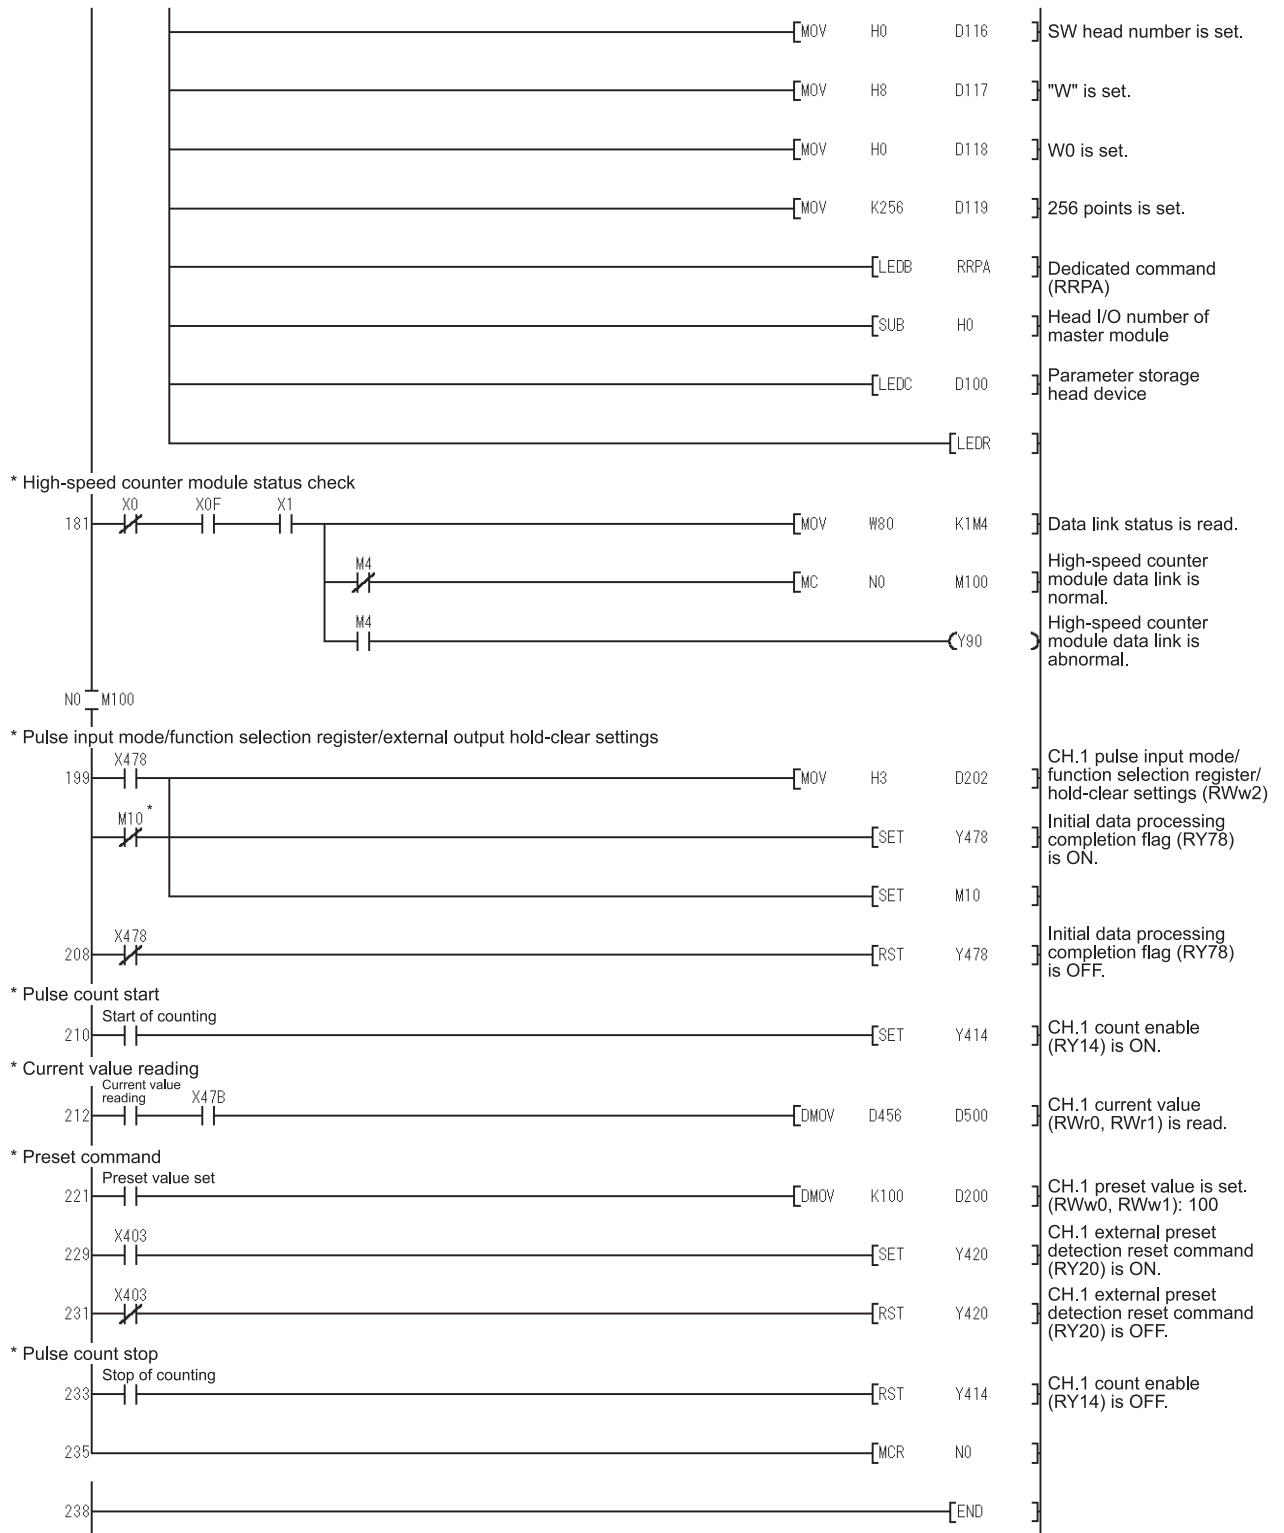 MOV H0 D116 SW head number is set.
MOV H8 D117 "W" is set.
MOV H0 D118 W0 is set.
MOV K256 D119 256 points is set.
LEDB RRPA Dedicated command
(RRPA)
SUB H0 Head I/O number of
master module
LEDC D100 Parameter storage
head device
LEDR
* High-speed counter module status check
X0 X0F X1
181 MOV W80 K1M4 Data link status is read.
M4
MC N0 M100 High-speed counter
module data link is
normal.
M4
Y90 High-speed counter
module data link is
abnormal.
N0 M100
* Pulse input mode/function selection register/external output hold-clear settings
X478
199 MOV H3 D202 CH.1 pulse input mode/
function selection register/
hold-clear settings (RWw2)
M10 *
SET Y478 Initial data processing
completion flag (RY78)
is ON.
SET M10
X478
208 RST Y478 Initial data processing
completion flag (RY78)
is OFF.
* Pulse count start
Start of counting
210 SET Y414 CH.1 count enable
(RY14) is ON.
* Current value reading
Current value
reading X47B
212 DMOV D456 D500 CH.1 current value
(RWr0, RWr1) is read.
* Preset command
Preset value set
221 DMOV K100 D200 CH.1 preset value is set.
(RWw0, RWw1): 100
X403
229 SET Y420 CH.1 external preset
detection reset command
(RY20) is ON.
X403
231 RST Y420 CH.1 external preset
detection reset command
(RY20) is OFF.
* Pulse count stop
Stop of counting
233 RST Y414 CH.1 count enable
(RY14) is OFF.
235 MCR N0
238 END